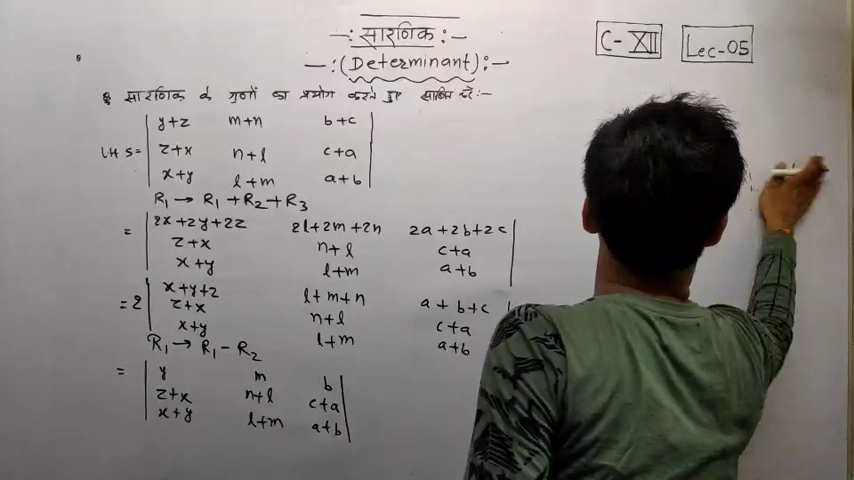 -: सारणिक :-
C- XII
Lec-05
-:(Determinant):-
सारणिक के गुणों का प्रयोग करते हुए साबित करें:-
LHS= | y+z m+n b+c |
z+x n+l c+a
x+y l+m a+b
R₁ → R₁ +R₂+R₃
= | 2x+2y+2z 2l+2m+2n 2a+2b+2c |
z+x n+l c+a
x+y l+m a+b
=2 | x+y+z l+m+n a+b+c |
z+x n+l c+a
x+y l+m a+b
R₁ → R₁-R₂
= | y m b |
z+x n+l c+a
x+y l+m a+b